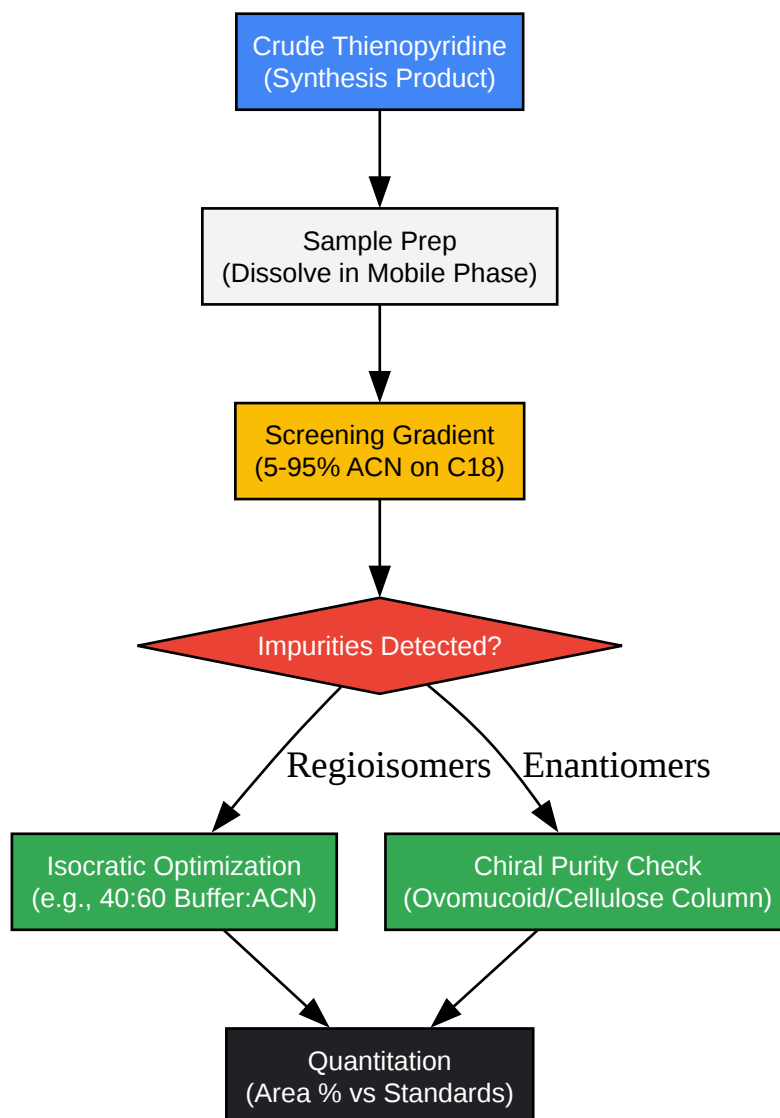 Crude Thienopyridine
(Synthesis Product)
Sample Prep
(Dissolve in Mobile Phase)
Screening Gradient
(5-95% ACN on C18)
Impurities Detected?
Regioisomers
Enantiomers
Isocratic Optimization
(e.g., 40:60 Buffer:ACN)
Chiral Purity Check
(Ovomucoid/Cellulose Column)
Quantitation
(Area % vs Standards)